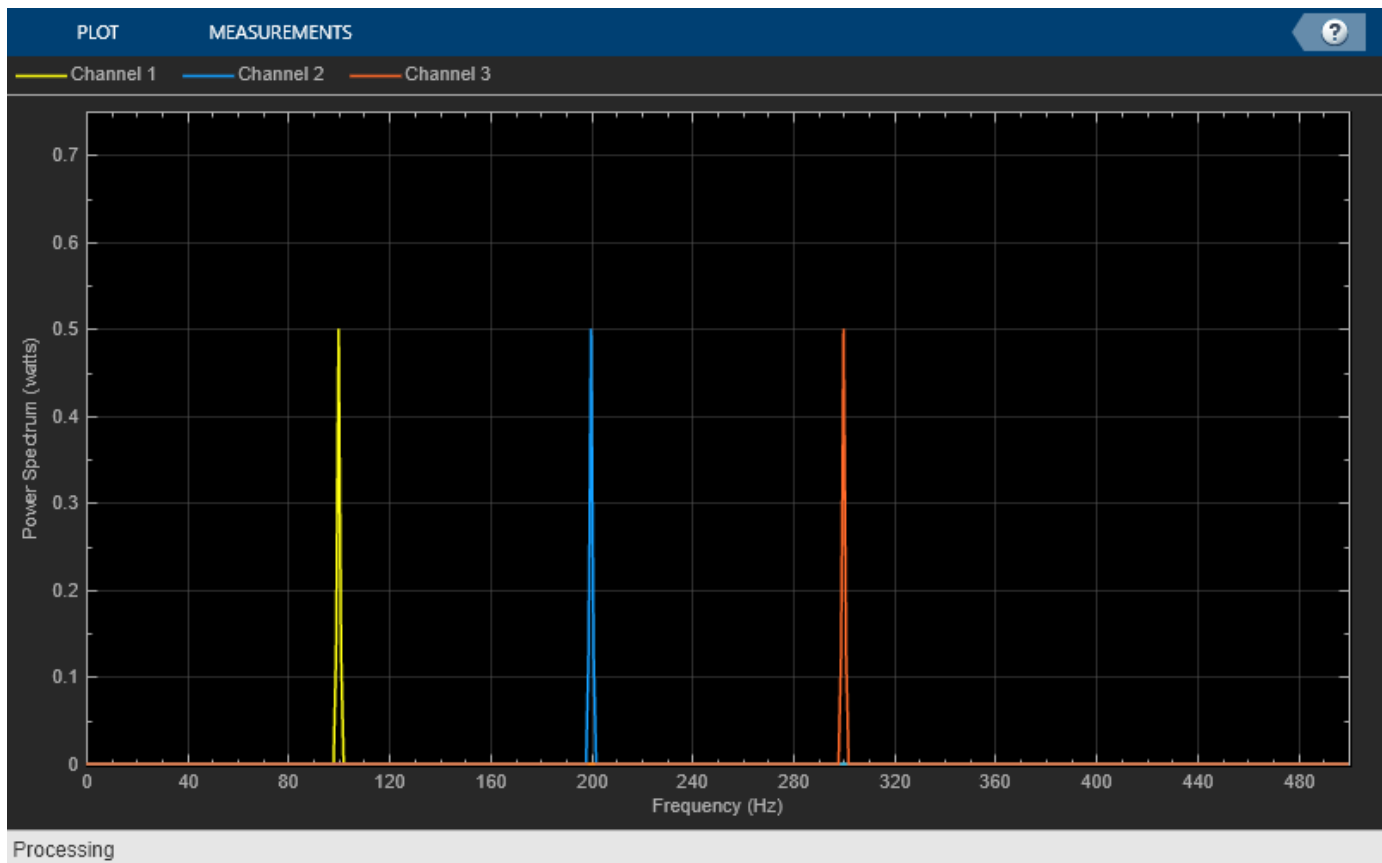 PLOT MEASUREMENTS ?
Channel 1 Channel 2 Channel 3
0.7
0.6
0.5
0.4
0.3
0.2
0.1
0
Power Spectrum (watts)
0 40 80 120 160 200 240 280 320 360 400 440 480
Frequency (Hz)
Processing